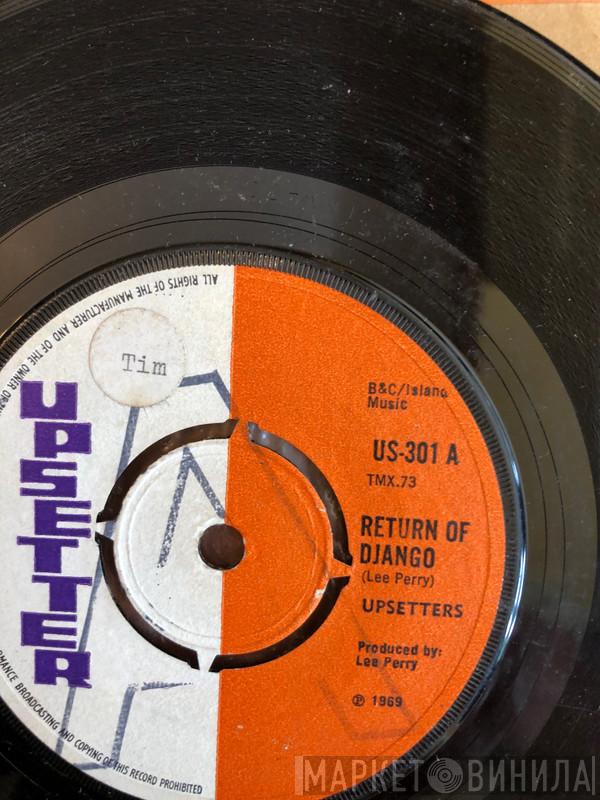 ALL RIGHTS OF THE MANUFACTURER AND OF THE OWNER OR
Tim
UPSETTER
B&C/Island
Music
US-301 A
TMX.73
RETURN OF
DJANGO
(Lee Perry)
UPSETTERS
Produced by:
Lee Perry
℗ 1969
BROADCASTING AND COPYING OF THIS RECORD PROHIBITED
МАРКЕТ ВИНИЛА